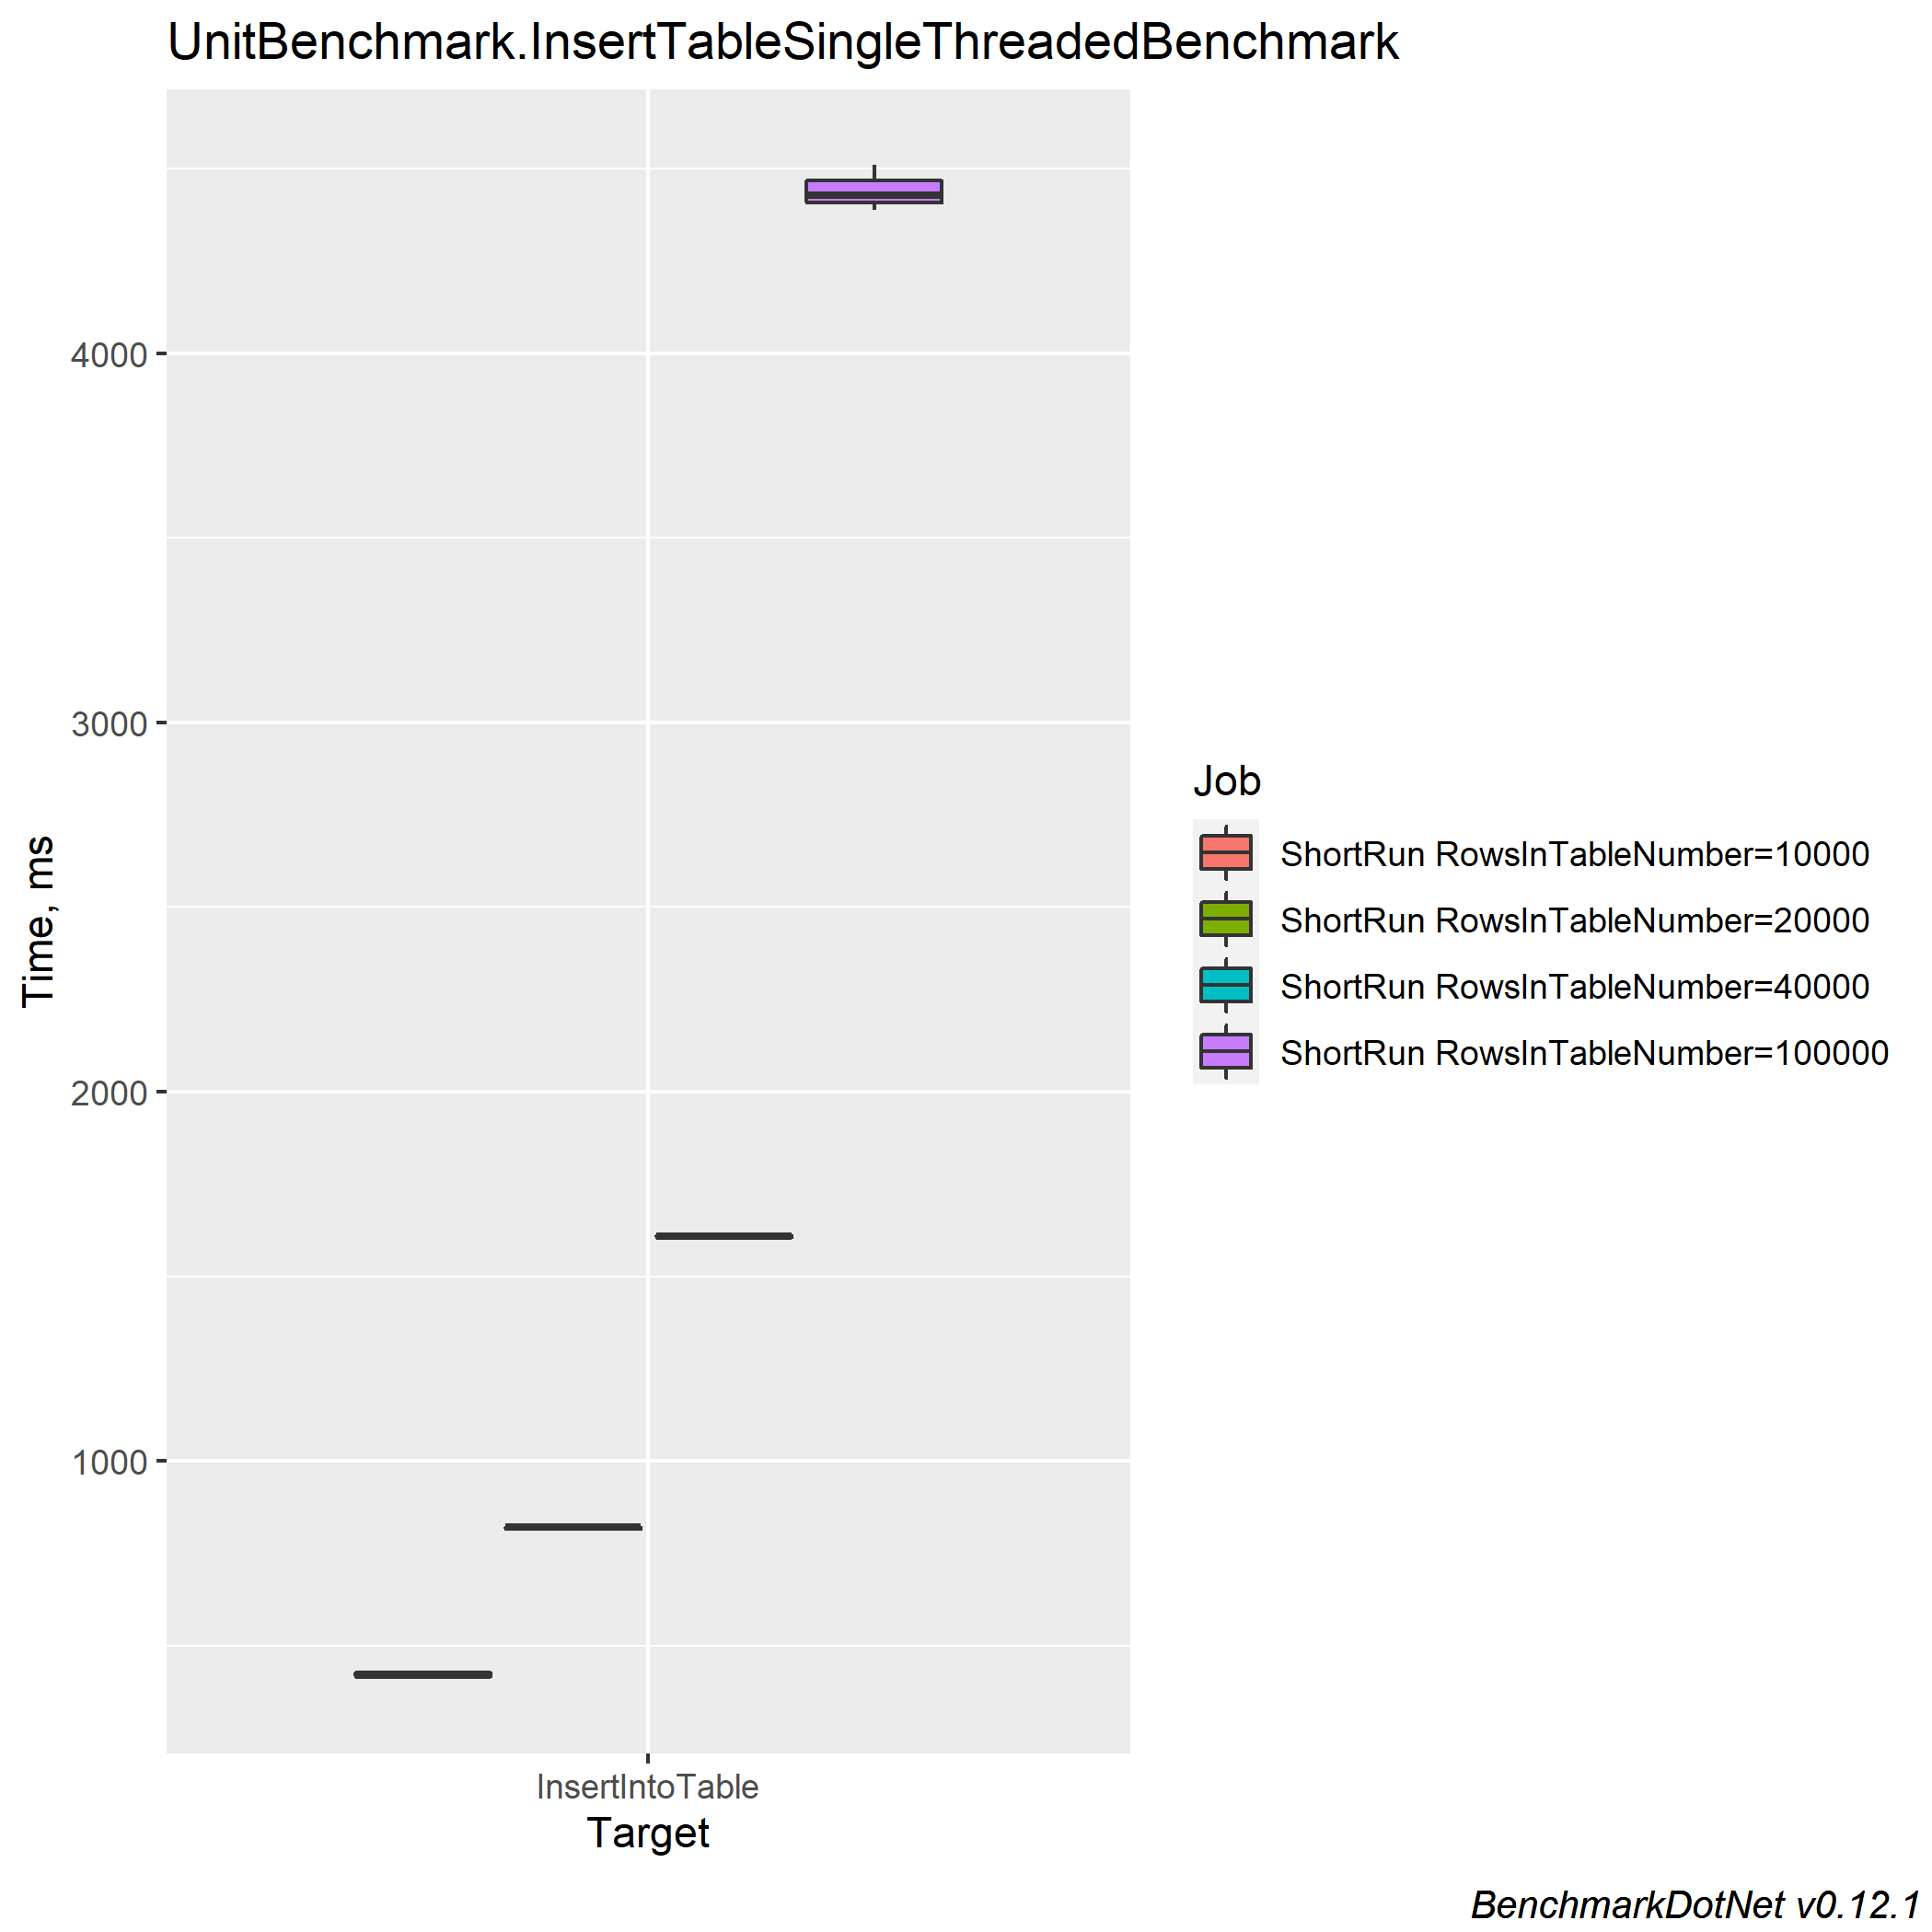 UnitBenchmark.InsertTableSingleThreadedBenchmark
4000
3000
2000
1000
Time, ms
InsertIntoTable
Target
Job
ShortRun RowsInTableNumber=10000
ShortRun RowsInTableNumber=20000
ShortRun RowsInTableNumber=40000
ShortRun RowsInTableNumber=100000
BenchmarkDotNet v0.12.1